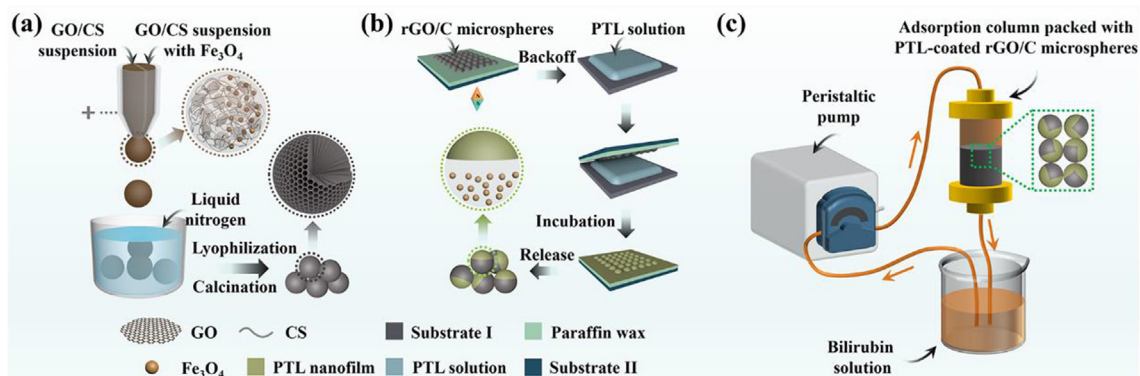 (a)
GO/CS
suspension
GO/CS suspension
with Fe₃O₄
+
Liquid
nitrogen
Lyophilization
Calcination
(b)
rGO/C microspheres
Backoff
PTL solution
Incubation
Release
(c)
Adsorption column packed with
PTL-coated rGO/C microspheres
Peristaltic
pump
Bilirubin
solution
GO
CS
Substrate I
Paraffin wax
Fe₃O₄
PTL nanofilm
PTL solution
Substrate II